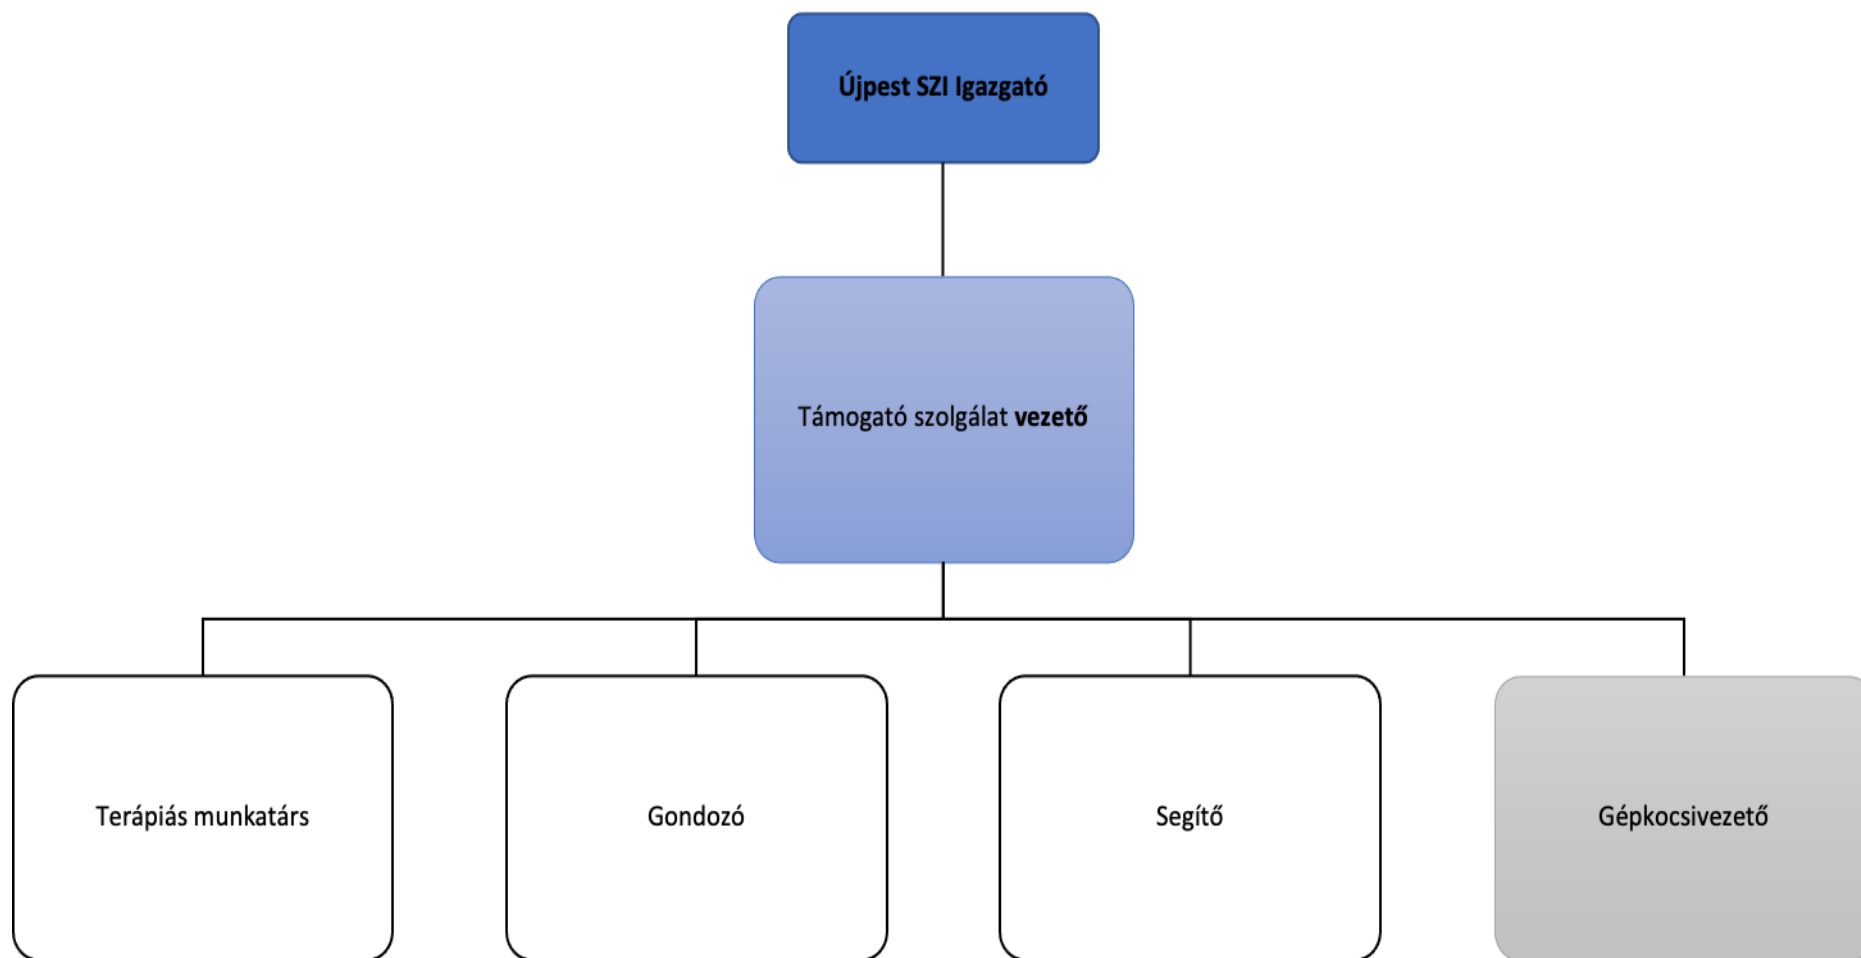 Újpest SZI Igazgató
Támogató szolgálat vezető
Terápiás munkatárs
Gondozó
Segítő
Gépkocsivezető